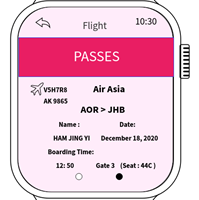 Flight 10:30
PASSES
V5H7R8 Air Asia
AK 9865
AOR > JHB
Name : Date:
HAM JING YI December 18, 2020
Boarding Time:
12: 50 Gate 3 (Seat : 44C )